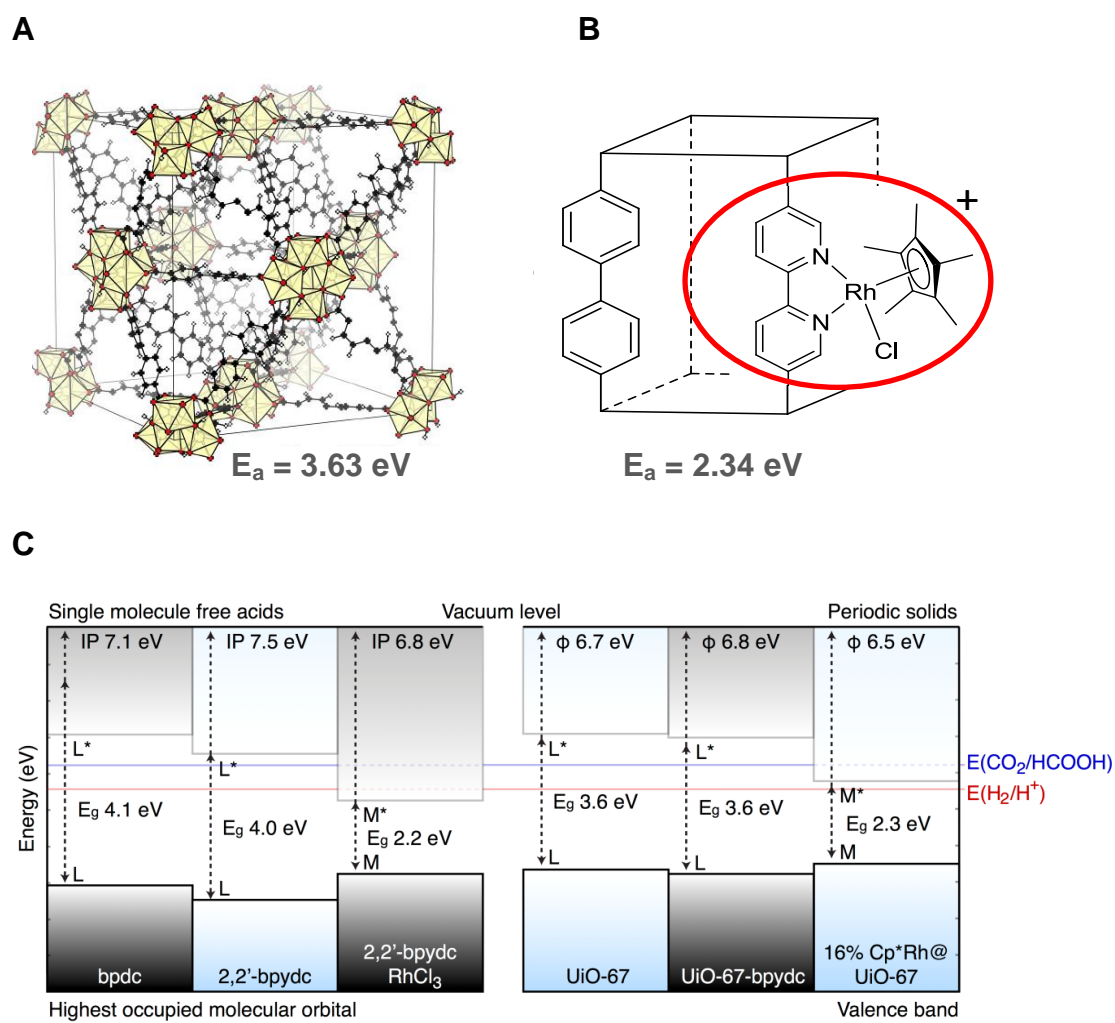 A
B
N
N
Rh
Cl
+
Eₐ = 3.63 eV
Eₐ = 2.34 eV
C
Single molecule free acids
Vacuum level
Periodic solids
IP 7.1 eV
IP 7.5 eV
IP 6.8 eV
ϕ 6.7 eV
ϕ 6.8 eV
ϕ 6.5 eV
Energy (eV)
L*
L*
M*
L*
L*
M*
E(CO₂/HCOOH)
E(H₂/H⁺)
Eg 4.1 eV
Eg 4.0 eV
Eg 2.2 eV
Eg 3.6 eV
Eg 3.6 eV
Eg 2.3 eV
L
L
M
L
L
M
bpdc
2,2'-bpydc
2,2'-bpydc
RhCl₃
UiO-67
UiO-67-bpydc
16% Cp*Rh@
UiO-67
Highest occupied molecular orbital
Valence band